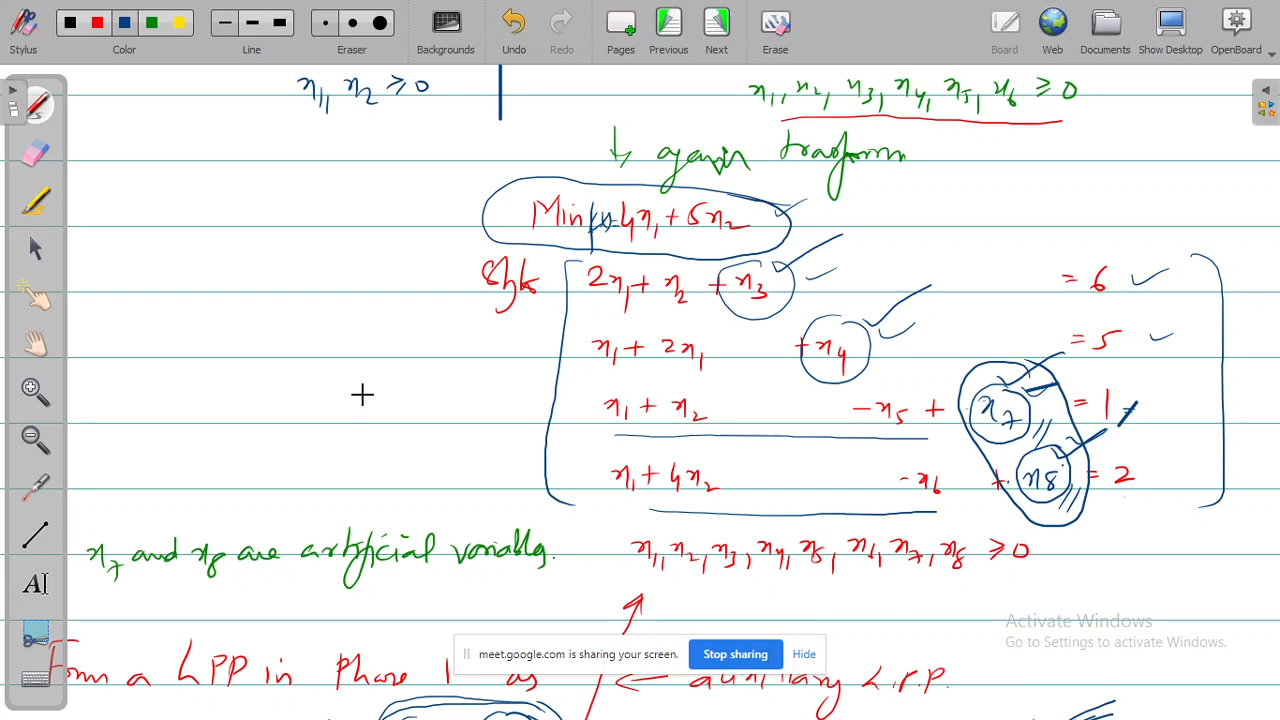 Stylus Color Line Eraser Backgrounds Undo Redo Pages Previous Next Erase Board Web Documents Show Desktop OpenBoard
x1, x2 ≥ 0
x1, x2, x3, x4, x5, x6 ≥ 0
↓ again transform
Min f(x)= 4x1 + 5x2
S/t 2x1 + x2 + x3 = 6
x1 + 2x1 + x4 = 5
x1 + x2 - x5 + x7 = 1
x1 + 4x2 - x6 + x8 = 2
x7 and x8 are artificial variables.
x1, x2, x3, x4, x5, x6, x7, x8 ≥ 0
Activate Windows
Go to Settings to activate Windows.
meet.google.com is sharing your screen. Stop sharing Hide
Form a LPP in Phase 1 as ← auxiliary L.P.P.